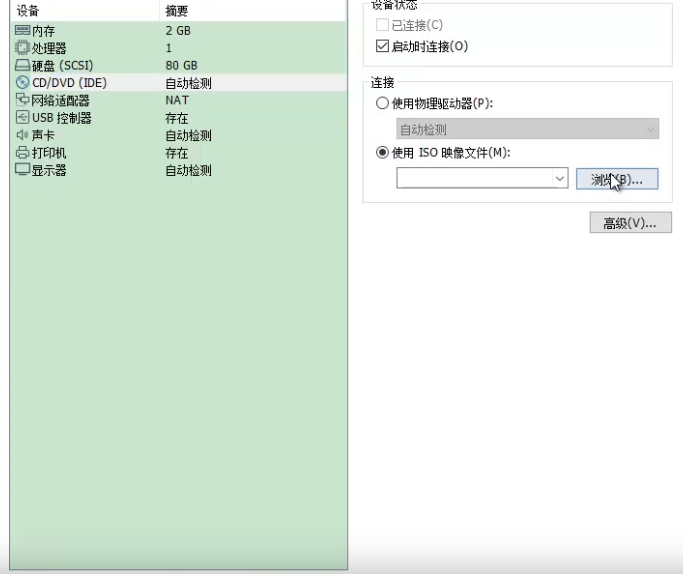 设备 摘要
内存 2 GB
处理器 1
硬盘 (SCSI) 80 GB
CD/DVD (IDE) 自动检测
网络适配器 NAT
USB 控制器 存在
声卡 自动检测
打印机 存在
显示器 自动检测
设备状态
已连接(C)
启动时连接(O)
连接
使用物理驱动器(P):
自动检测
使用 ISO 映像文件(M):
浏览(B)...
高级(V)...